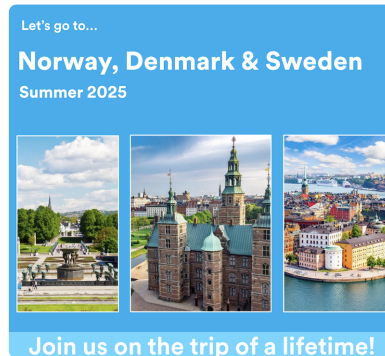 Let's go to...
Norway, Denmark & Sweden
Summer 2025
Join us on the trip of a lifetime!